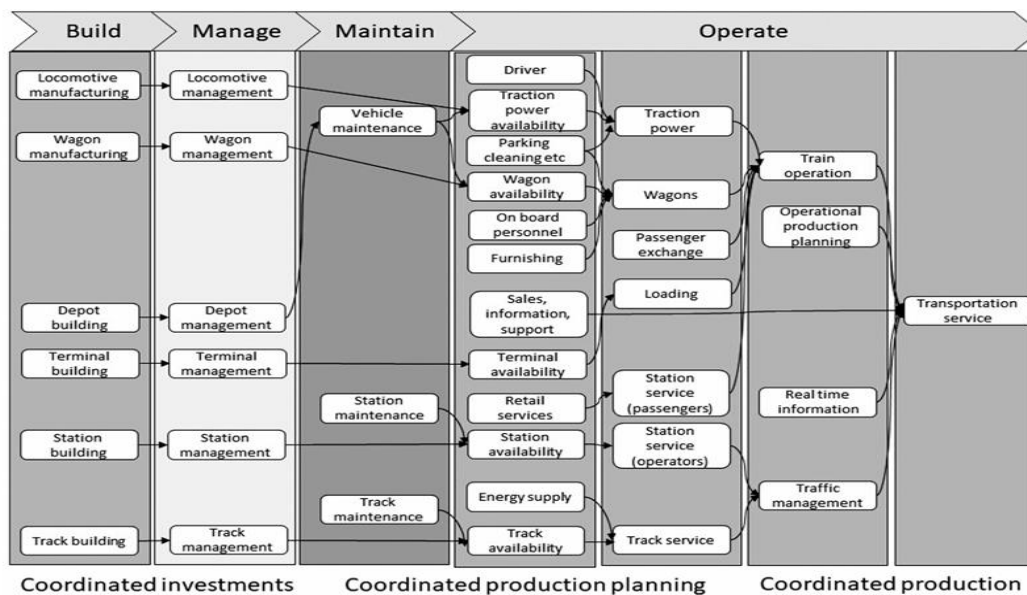 Build
Manage
Maintain
Operate
Locomotive
manufacturing
Wagon
manufacturing
Depot
building
Terminal
building
Station
building
Track building
Locomotive
management
Wagon
management
Depot
management
Terminal
management
Station
management
Track
management
Vehicle
maintenance
Station
maintenance
Track
maintenance
Driver
Traction
power
availability
Parking
cleaning etc
Wagon
availability
On board
personnel
Furnishing
Sales,
information,
support
Terminal
availability
Retail
services
Station
availability
Energy supply
Track
availability
Traction
power
Wagons
Passenger
exchange
Loading
Station
service
(passengers)
Station
service
(operators)
Track service
Train
operation
Operational
production
planning
Real time
information
Traffic
management
Transportation
service
Coordinated investments
Coordinated production planning
Coordinated production